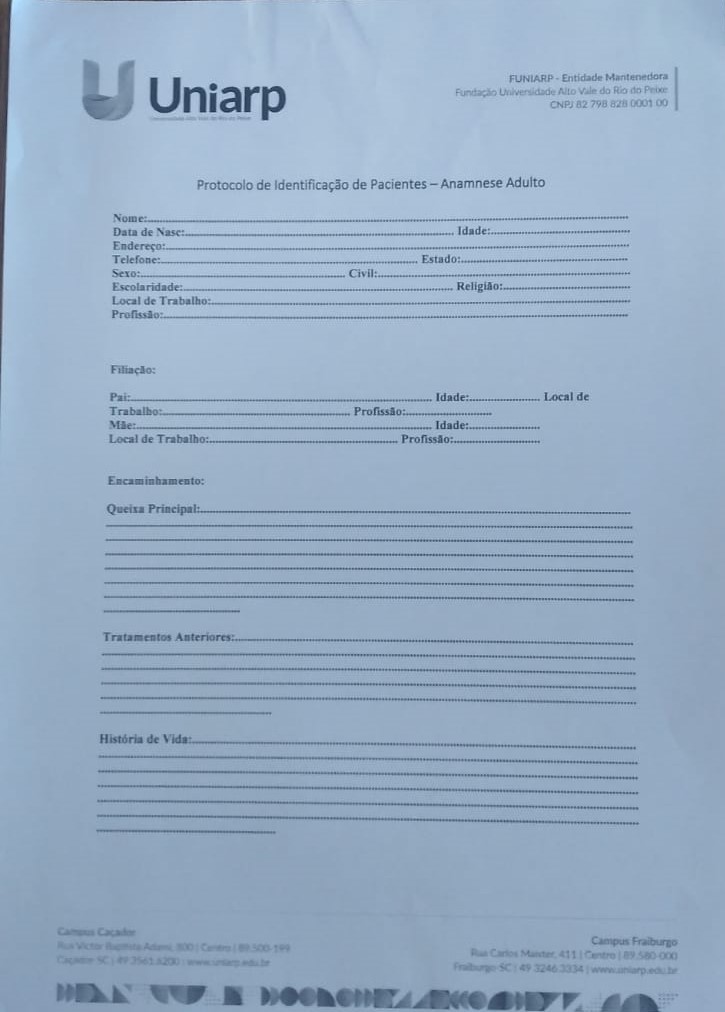 Uniarp
Universidade Alto Vale do Rio do Peixe
FUNIARP - Entidade Mantenedora
Fundação Universidade Alto Vale do Rio do Peixe
CNPJ 82 798 828 0001 00
Protocolo de Identificação de Pacientes – Anamnese Adulto
Nome:
Data de Nasc: Idade:
Endereço:
Telefone: Estado:
Sexo: Civil:
Escolaridade: Religião:
Local de Trabalho:
Profissão:
Filiação:
Pai: Idade: Local de
Trabalho: Profissão:
Mãe: Idade:
Local de Trabalho: Profissão:
Encaminhamento:
Queixa Principal:
Tratamentos Anteriores:
História de Vida:
Campus Caçador
Rua Victor Baptista Adami, 800 | Centro | 89.500-199
Caçador SC | 49 3561.6200 | www.uniarp.edu.br
Campus Fraiburgo
Rua Carlos Maester, 411 | Centro | 89.580-000
Fraiburgo SC | 49 3246.3334 | www.uniarp.edu.br